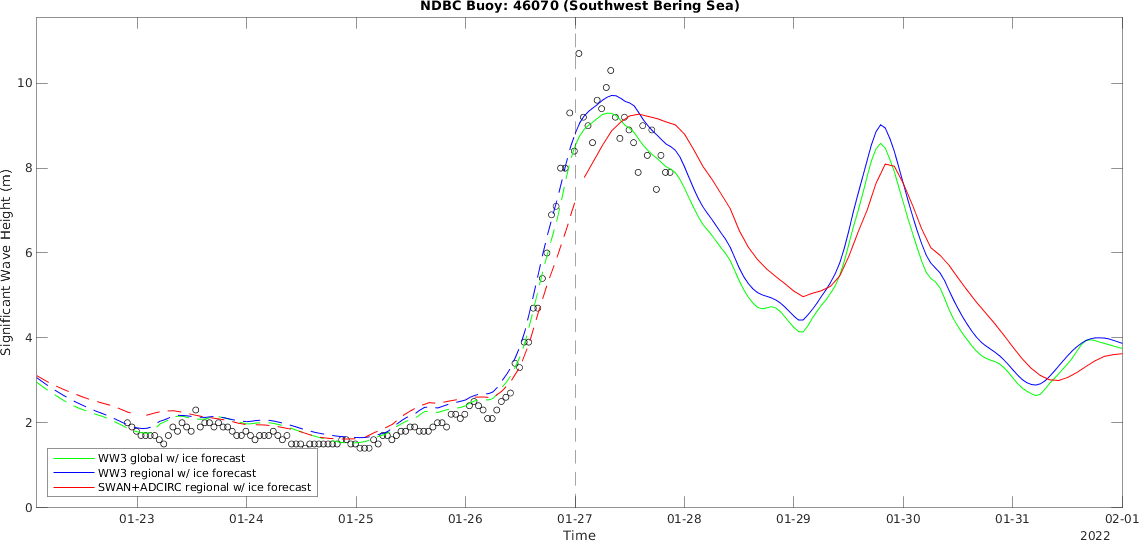 NDBC Buoy: 46070 (Southwest Bering Sea)
Significant Wave Height (m)
10
8
6
4
2
0
WW3 global w/ ice forecast
WW3 regional w/ ice forecast
SWAN+ADCIRC regional w/ ice forecast
01-23 01-24 01-25 01-26 01-27 01-28 01-29 01-30 01-31 02-01
Time 2022